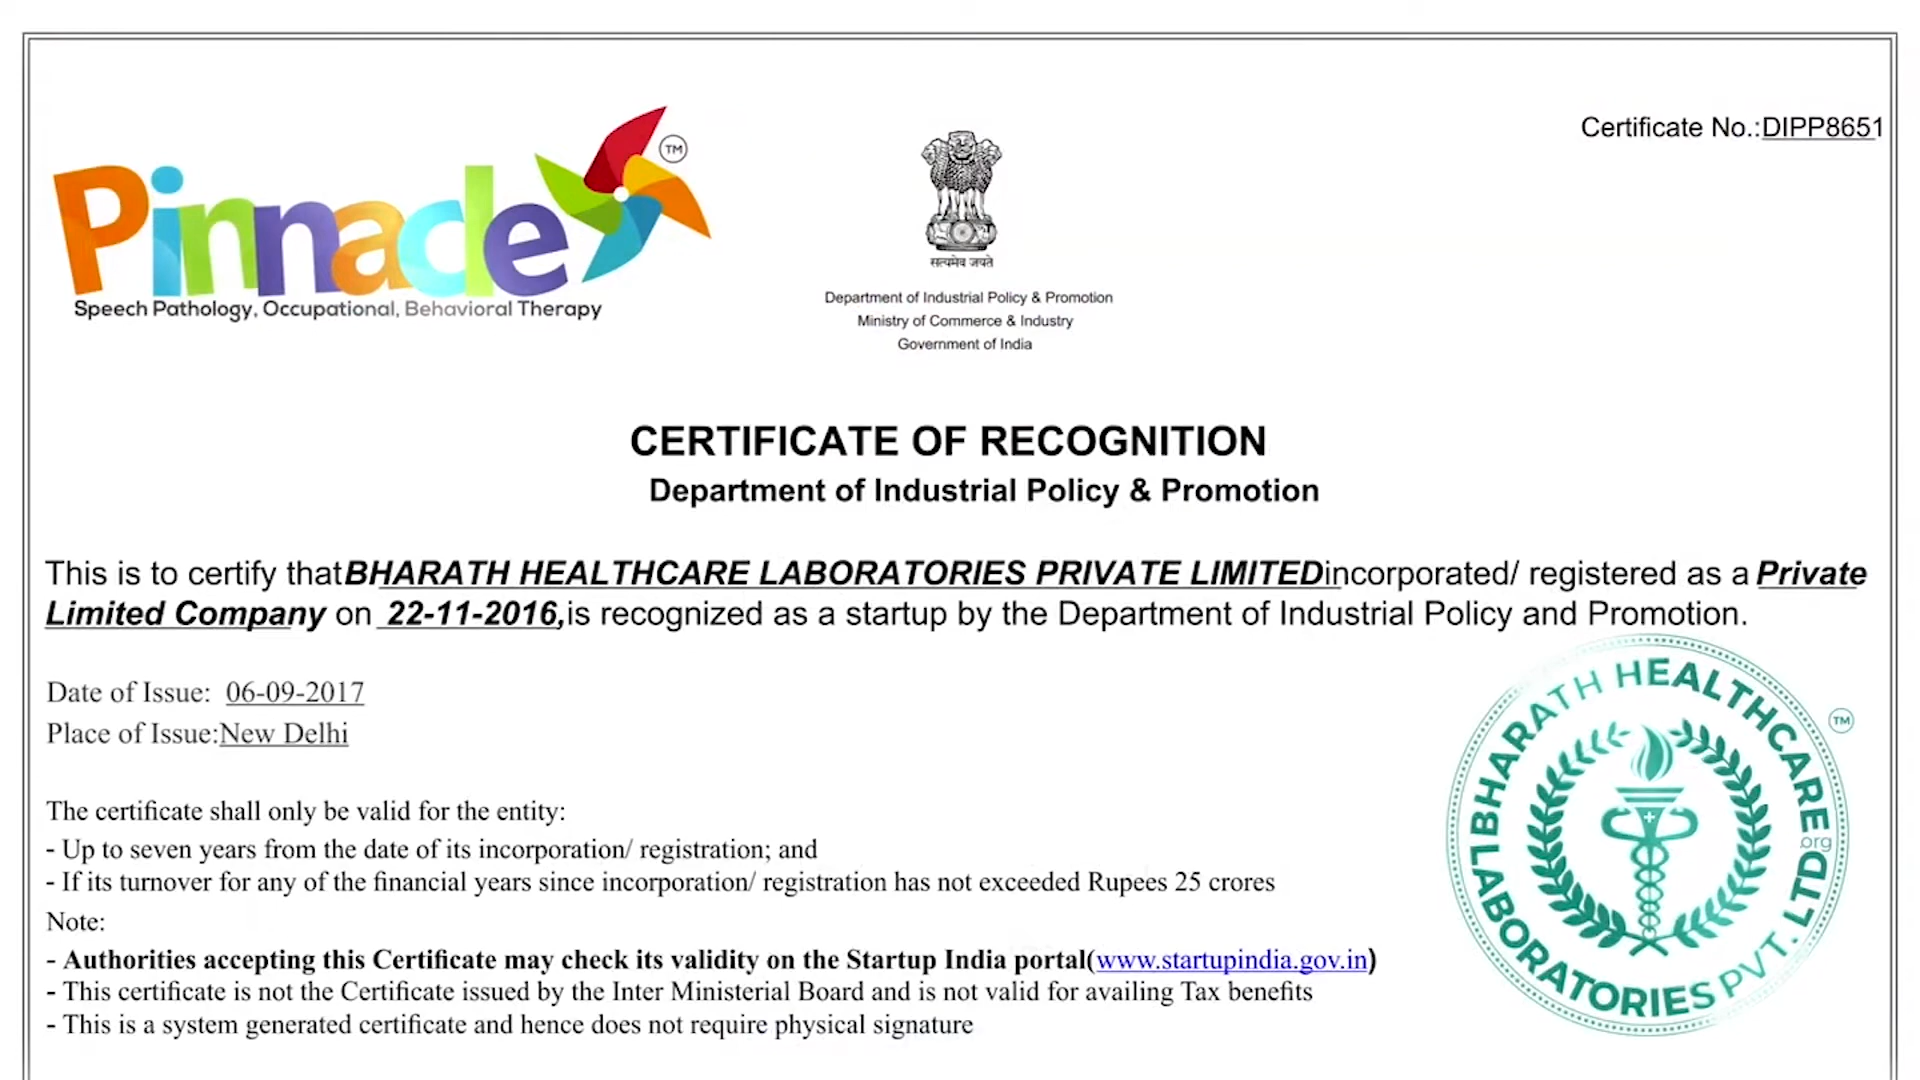 Certificate No.:DIPP8651
Pinnacle
TM
Speech Pathology, Occupational, Behavioral Therapy
सत्यमेव जयते
Department of Industrial Policy & Promotion
Ministry of Commerce & Industry
Government of India
CERTIFICATE OF RECOGNITION
Department of Industrial Policy & Promotion
This is to certify thatBHARATH HEALTHCARE LABORATORIES PRIVATE LIMITEDincorporated/ registered as a Private
Limited Company on 22-11-2016,is recognized as a startup by the Department of Industrial Policy and Promotion.
Date of Issue: 06-09-2017
Place of Issue:New Delhi
The certificate shall only be valid for the entity:
- Up to seven years from the date of its incorporation/ registration; and
- If its turnover for any of the financial years since incorporation/ registration has not exceeded Rupees 25 crores
Note:
- Authorities accepting this Certificate may check its validity on the Startup India portal(www.startupindia.gov.in)
- This certificate is not the Certificate issued by the Inter Ministerial Board and is not valid for availing Tax benefits
- This is a system generated certificate and hence does not require physical signature
BHARATH HEALTHCARE
.org
LABORATORIES PVT. LTD
TM